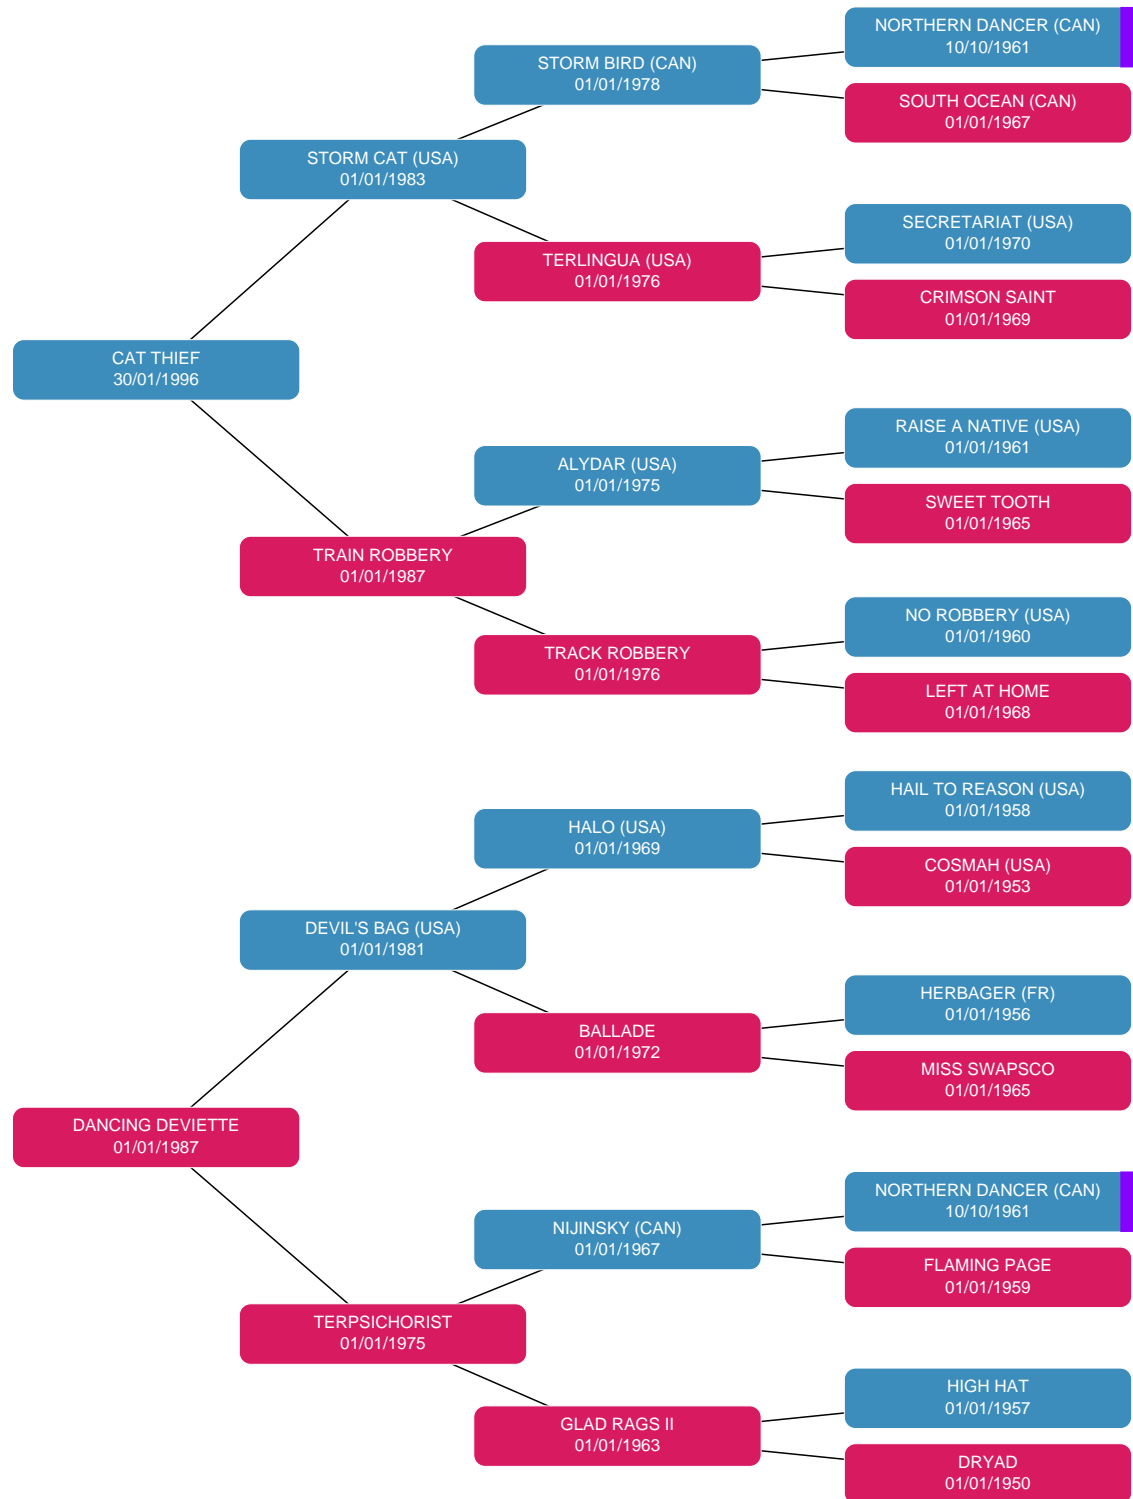 NORTHERN DANCER (CAN)
10/10/1961
STORM BIRD (CAN)
01/01/1978
SOUTH OCEAN (CAN)
01/01/1967
STORM CAT (USA)
01/01/1983
SECRETARIAT (USA)
01/01/1970
TERLINGUA (USA)
01/01/1976
CRIMSON SAINT
01/01/1969
CAT THIEF
30/01/1996
RAISE A NATIVE (USA)
01/01/1961
ALYDAR (USA)
01/01/1975
SWEET TOOTH
01/01/1965
TRAIN ROBBERY
01/01/1987
NO ROBBERY (USA)
01/01/1960
TRACK ROBBERY
01/01/1976
LEFT AT HOME
01/01/1968
HAIL TO REASON (USA)
01/01/1958
HALO (USA)
01/01/1969
COSMAH (USA)
01/01/1953
DEVIL'S BAG (USA)
01/01/1981
HERBAGER (FR)
01/01/1956
BALLADE
01/01/1972
MISS SWAPSCO
01/01/1965
DANCING DEVIETTE
01/01/1987
NORTHERN DANCER (CAN)
10/10/1961
NIJINSKY (CAN)
01/01/1967
FLAMING PAGE
01/01/1959
TERPSICHORIST
01/01/1975
HIGH HAT
01/01/1957
GLAD RAGS II
01/01/1963
DRYAD
01/01/1950